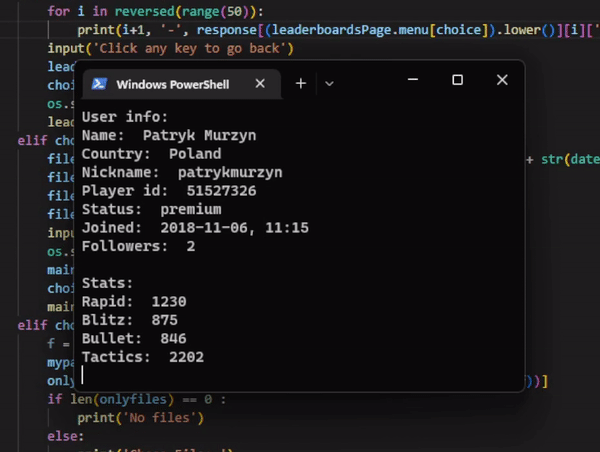 for i in reversed(range(50)):
print(i+1, '-', response[(leaderboardsPage.menu[choice]).lower()][i]['
input('Click any key to go back')
lead
choi
os.s
lead
elif cho
file
+ str(date
file
file
file
inpu
os.s
main
choi
main
elif cho
f =
mypa
only
))]
if len(onlyfiles) == 0 :
print('No files')
else:
Windows PowerShell
User info:
Name:  Patryk Murzyn
Country:  Poland
Nickname:  patrykmurzyn
Player id:  51527326
Status:  premium
Joined:  2018-11-06, 11:15
Followers:  2
Stats:
Rapid:  1230
Blitz:  875
Bullet:  846
Tactics:  2202